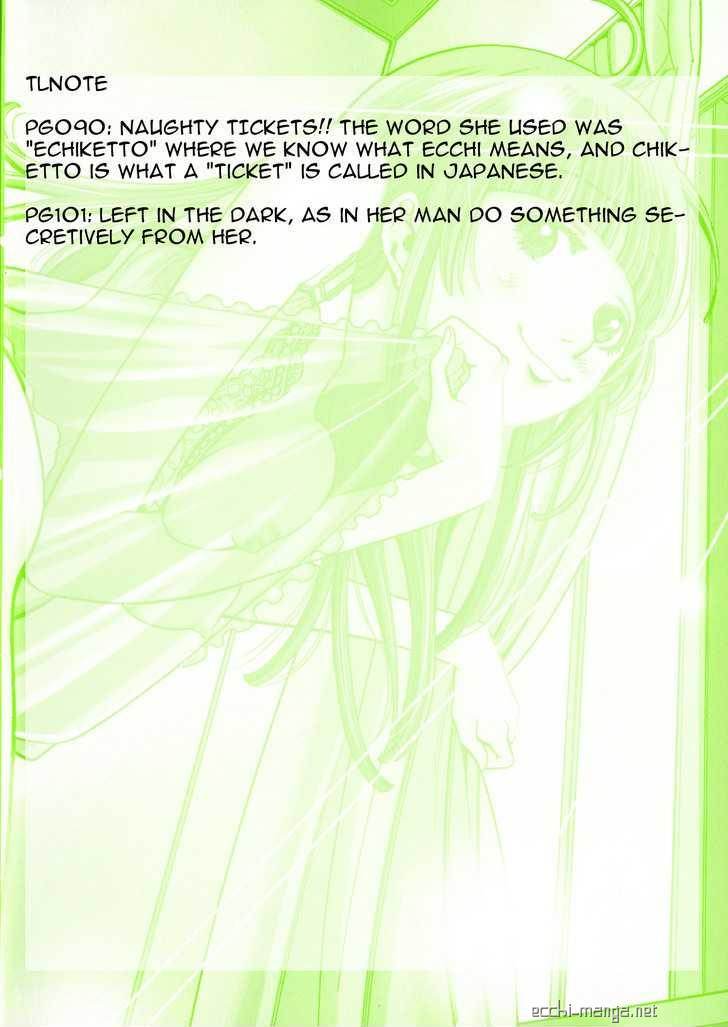 TLNOTE
PG090: NAUGHTY TICKETS!! THE WORD SHE USED WAS
"ECHIKETTO" WHERE WE KNOW WHAT ECCHI MEANS, AND CHIK-
ETTO IS WHAT A "TICKET" IS CALLED IN JAPANESE.
PG101: LEFT IN THE DARK, AS IN HER MAN DO SOMETHING SE-
CRETIVELY FROM HER.
ecchi-manga.net